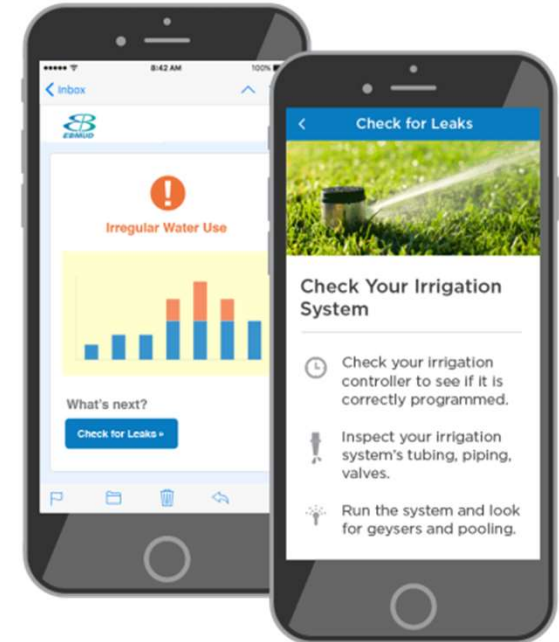 8:42 AM
100%
Inbox
EBMUD
Irregular Water Use
What's next?
Check for Leaks »
Check for Leaks
Check Your Irrigation
System
Check your irrigation
controller to see if it is
correctly programmed.
Inspect your irrigation
system's tubing, piping,
valves.
Run the system and look
for geysers and pooling.